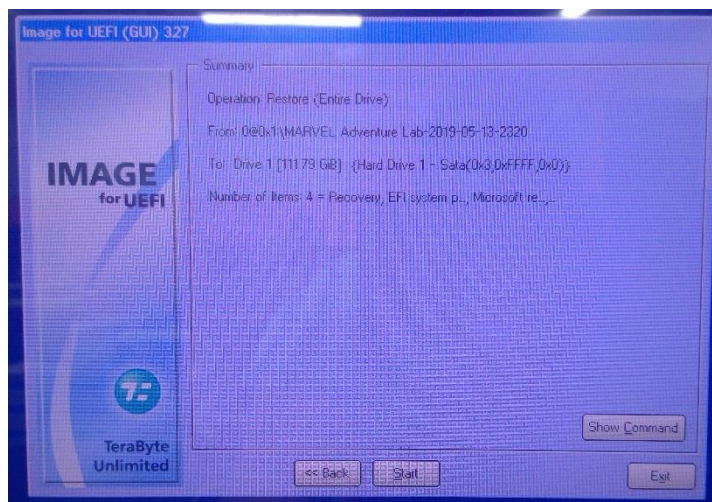 Image for UEFI (GUI) 3.27
Summary
Operation: Restore (Entire Drive)
From: 0@0x1:\MARVEL Adventure Lab-2019-05-13-2320
To: Drive 1 [111.79 GiB] {Hard Drive 1 - Sata(0x3,0xFFFF,0x0)}
Number of Items: 4 = Recovery, EFI system p..., Microsoft re...,...
IMAGE
for UEFI
TeraByte
Unlimited
Show Command
<< Back
Start
Exit